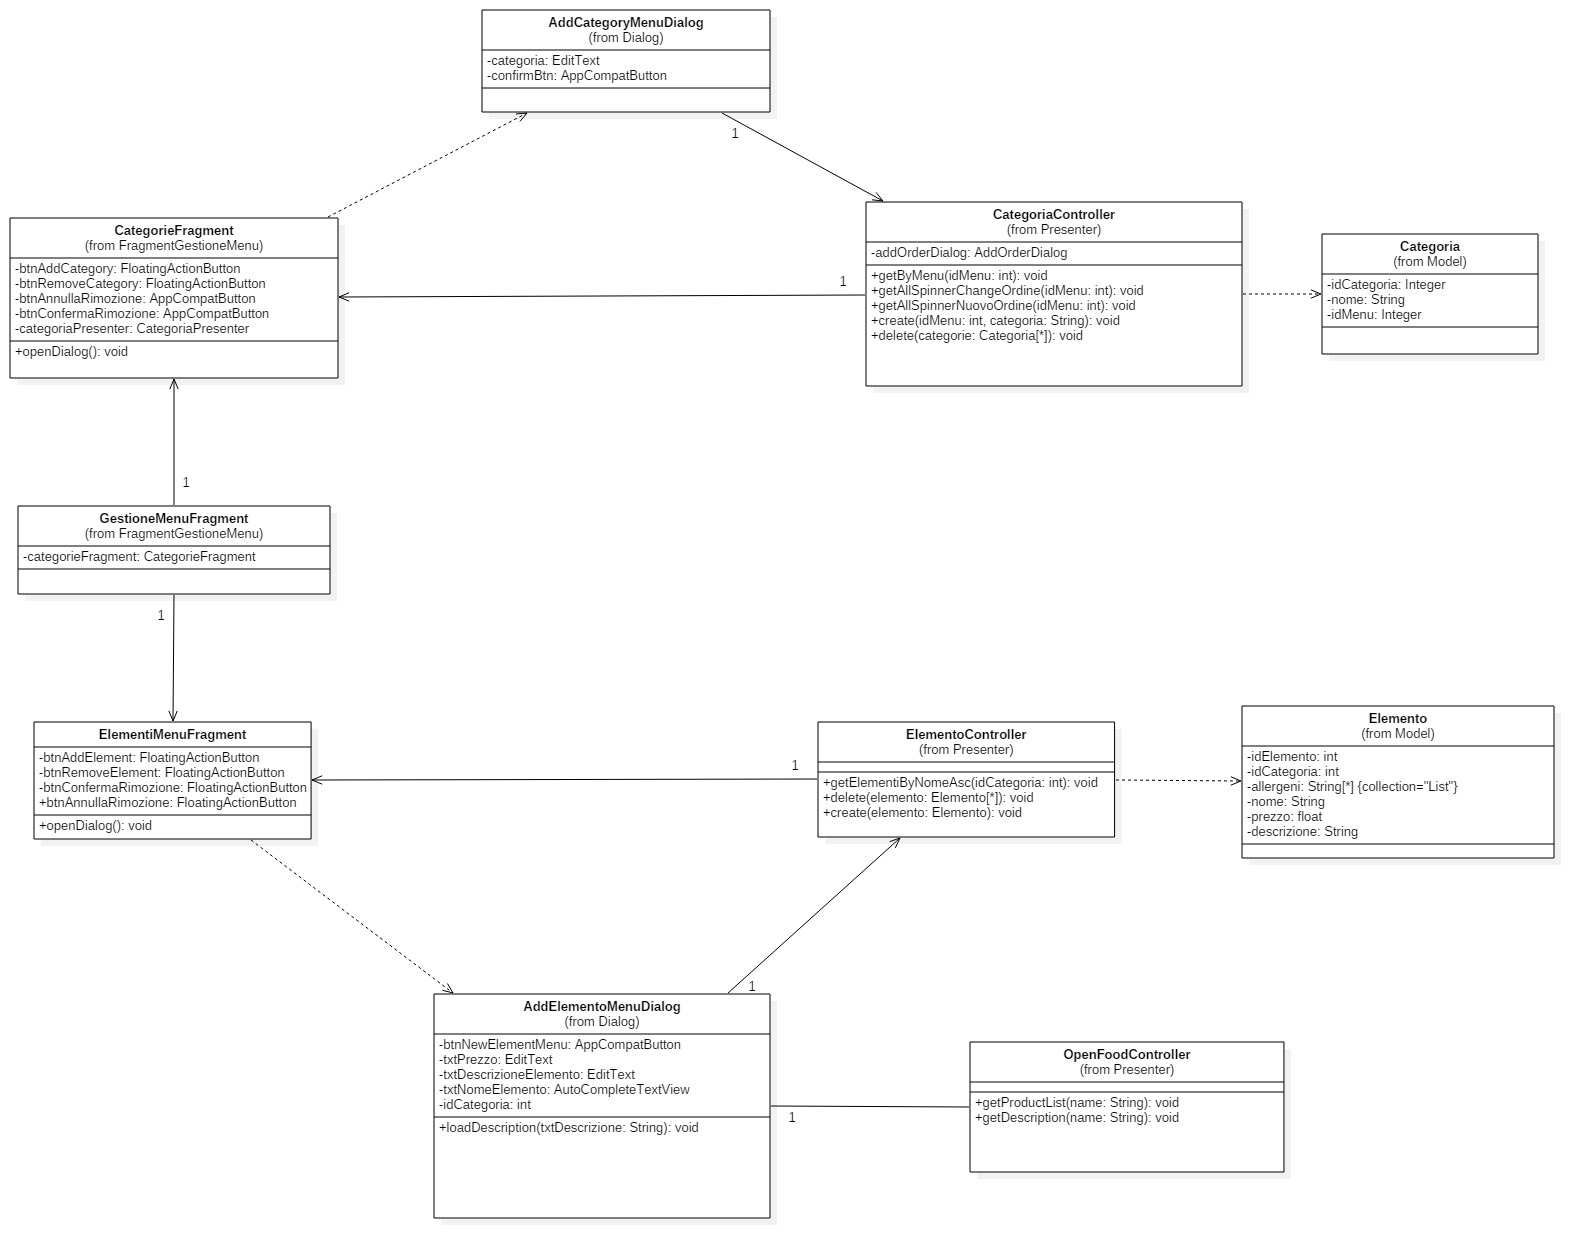 AddCategoryMenuDialog
(from Dialog)
-categoria: EditText
-confirmBtn: AppCompatButton
1
CategorieFragment
(from FragmentGestioneMenu)
-btnAddCategory: FloatingActionButton
-btnRemoveCategory: FloatingActionButton
-btnAnnullaRimozione: AppCompatButton
-btnConfermaRimozione: AppCompatButton
-categoriaPresenter: CategoriaPresenter
+openDialog(): void
1
CategoriaController
(from Presenter)
-addOrderDialog: AddOrderDialog
+getByMenu(idMenu: int): void
+getAllSpinnerChangeOrdine(idMenu: int): void
+getAllSpinnerNuovoOrdine(idMenu: int): void
+create(idMenu: int, categoria: String): void
+delete(categorie: Categoria[*]): void
Categoria
(from Model)
-idCategoria: Integer
-nome: String
-idMenu: Integer
1
GestioneMenuFragment
(from FragmentGestioneMenu)
-categorieFragment: CategorieFragment
1
ElementiMenuFragment
-btnAddElement: FloatingActionButton
-btnRemoveElement: FloatingActionButton
-btnConfermaRimozione: FloatingActionButton
+btnAnnullaRimozione: FloatingActionButton
+openDialog(): void
1
ElementoController
(from Presenter)
+getElementiByNomeAsc(idCategoria: int): void
+delete(elemento: Elemento[*]): void
+create(elemento: Elemento): void
Elemento
(from Model)
-idElemento: int
-idCategoria: int
-allergeni: String[*] {collection="List"}
-nome: String
-prezzo: float
-descrizione: String
1
AddElementoMenuDialog
(from Dialog)
-btnNewElementMenu: AppCompatButton
-txtPrezzo: EditText
-txtDescrizioneElemento: EditText
-txtNomeElemento: AutoCompleteTextView
-idCategoria: int
+loadDescription(txtDescrizione: String): void
1
OpenFoodController
(from Presenter)
+getProductList(name: String): void
+getDescription(name: String): void